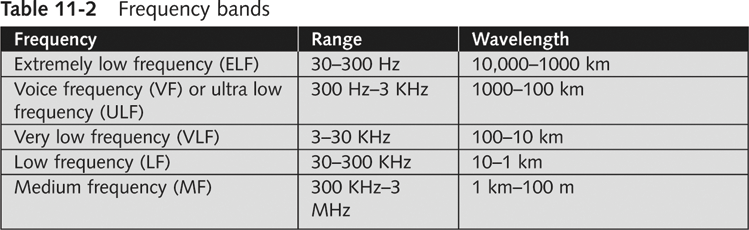 Table 11-2 Frequency bands
Frequency Range Wavelength
Extremely low frequency (ELF) 30–300 Hz 10,000–1000 km
Voice frequency (VF) or ultra low 300 Hz–3 KHz 1000–100 km
frequency (ULF)
Very low frequency (VLF) 3–30 KHz 100–10 km
Low frequency (LF) 30–300 KHz 10–1 km
Medium frequency (MF) 300 KHz–3 1 km–100 m
MHz